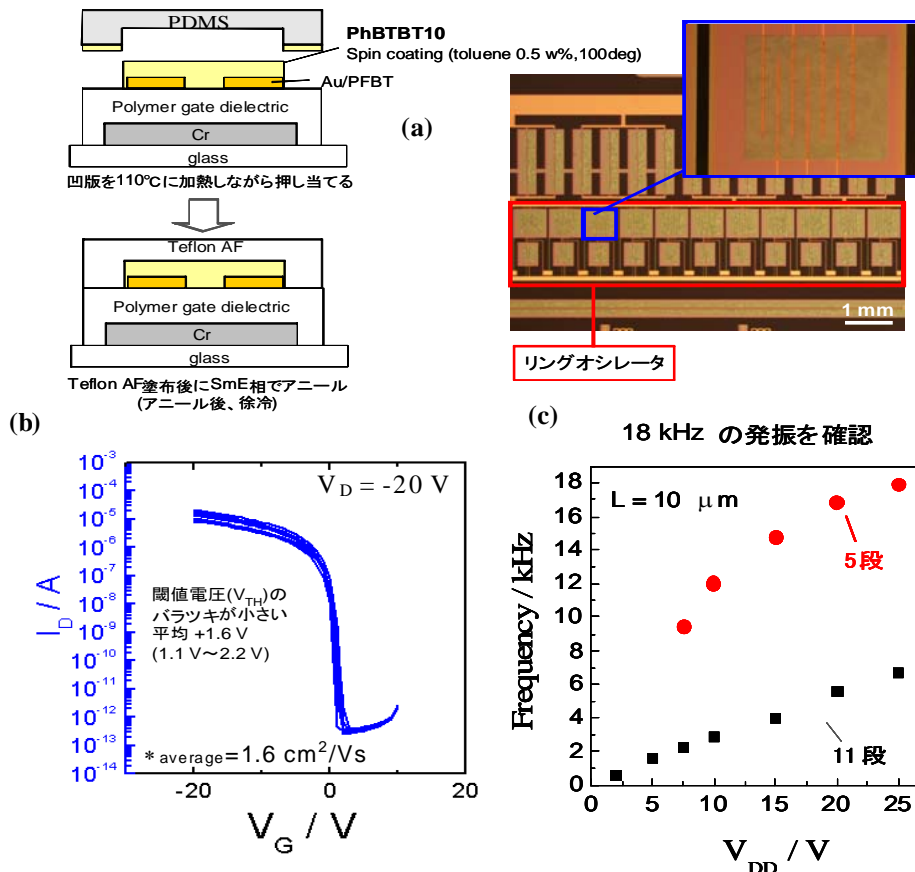 PDMS
PhBTBT10
Spin coating (toluene 0.5 w%,100deg)
Au/PFBT
Polymer gate dielectric
Cr
glass
凹版を110℃に加熱しながら押し当てる
Teflon AF
Polymer gate dielectric
Cr
glass
Teflon AF塗布後にSmE相でアニール
(アニール後、徐冷)
(a)
1 mm
リングオシレータ
(b)
V_D = -20 V
閾値電圧(V_TH)の
バラツキが小さい
平均 +1.6 V
(1.1 V～2.2 V)
* average=1.6 cm²/Vs
I_D / A
10⁻³
10⁻⁴
10⁻⁵
10⁻⁶
10⁻⁷
10⁻⁸
10⁻⁹
10⁻¹⁰
10⁻¹¹
10⁻¹²
10⁻¹³
10⁻¹⁴
-20 0 20
V_G / V
(c)
18 kHz の発振を確認
L = 10 μm
5段
11段
Frequency / kHz
18
16
14
12
10
8
6
4
2
0
0 5 10 15 20 25
V_DD / V